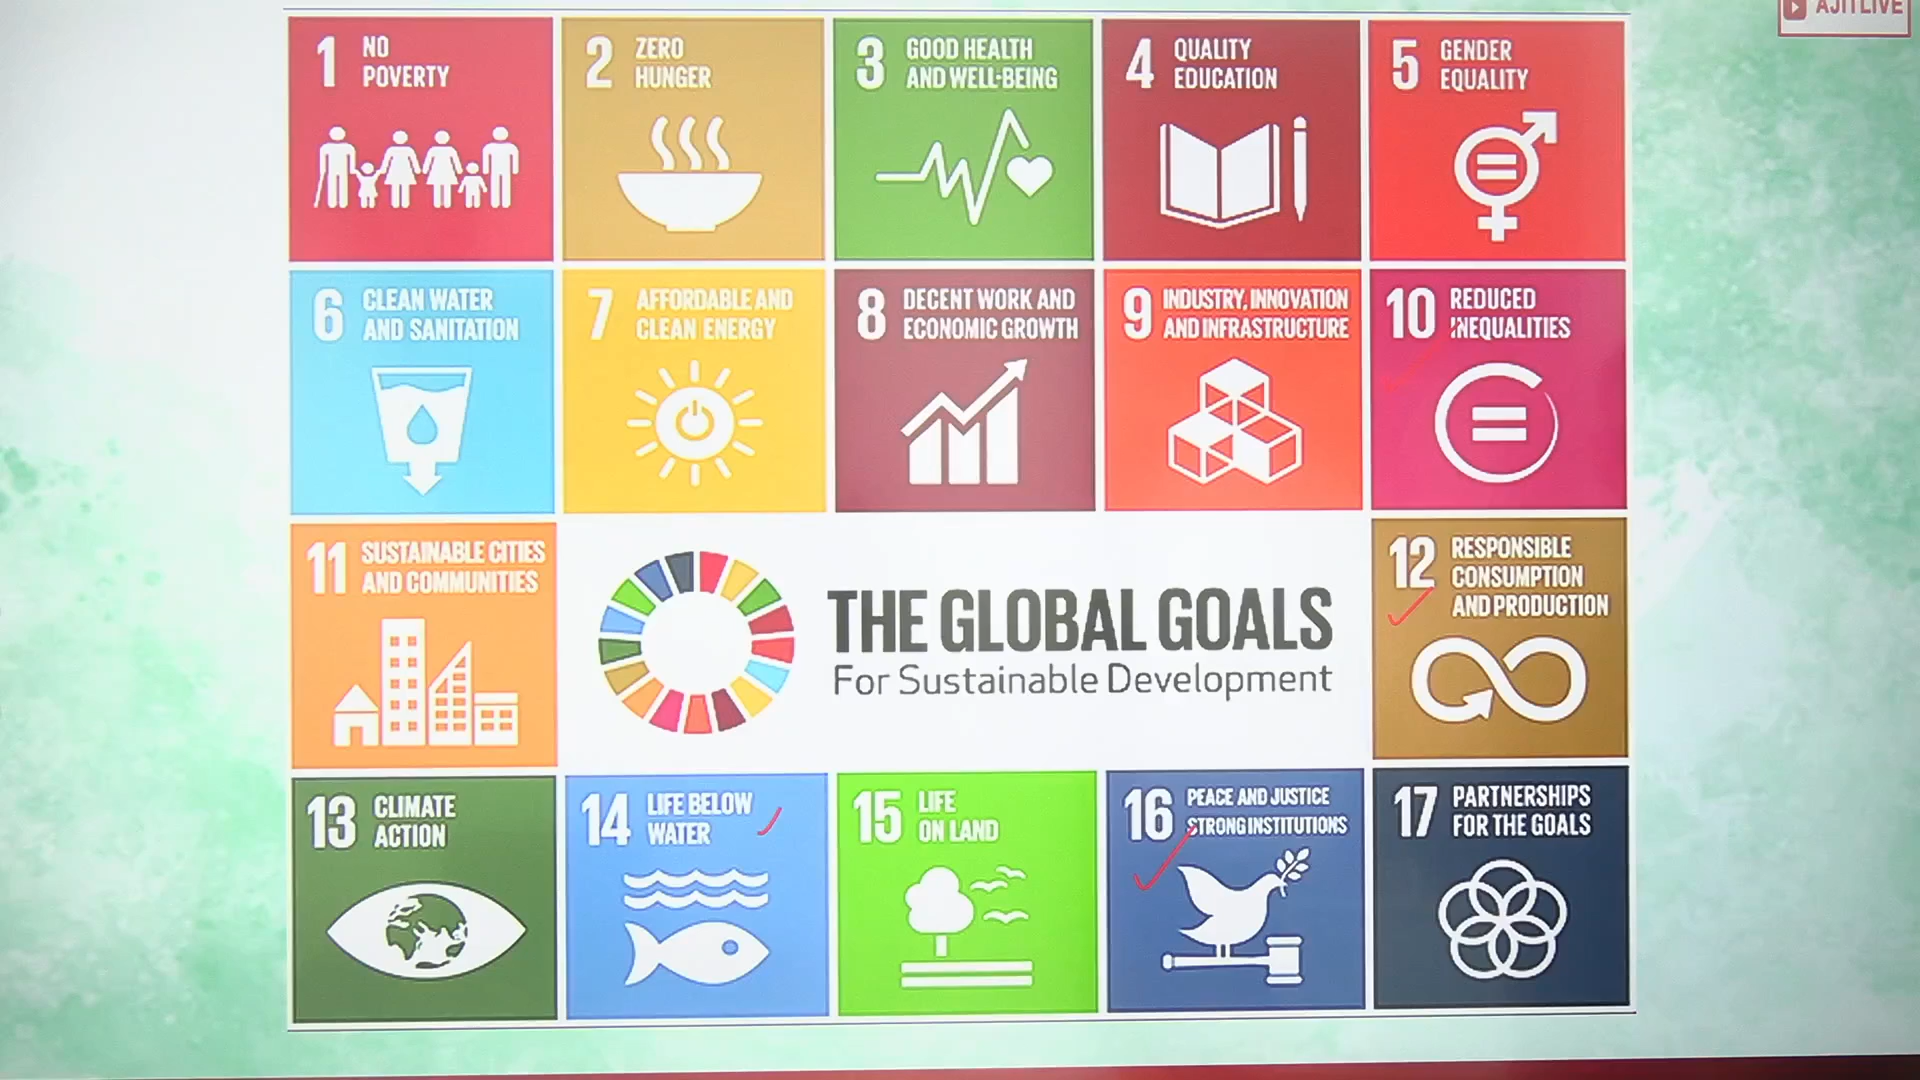 AJITLIVE
1 NO
POVERTY
2 ZERO
HUNGER
3 GOOD HEALTH
AND WELL-BEING
4 QUALITY
EDUCATION
5 GENDER
EQUALITY
6 CLEAN WATER
AND SANITATION
7 AFFORDABLE AND
CLEAN ENERGY
8 DECENT WORK AND
ECONOMIC GROWTH
9 INDUSTRY, INNOVATION
AND INFRASTRUCTURE
10 REDUCED
INEQUALITIES
11 SUSTAINABLE CITIES
AND COMMUNITIES
THE GLOBAL GOALS
For Sustainable Development
12 RESPONSIBLE
CONSUMPTION
AND PRODUCTION
13 CLIMATE
ACTION
14 LIFE BELOW
WATER
15 LIFE
ON LAND
16 PEACE AND JUSTICE
STRONG INSTITUTIONS
17 PARTNERSHIPS
FOR THE GOALS